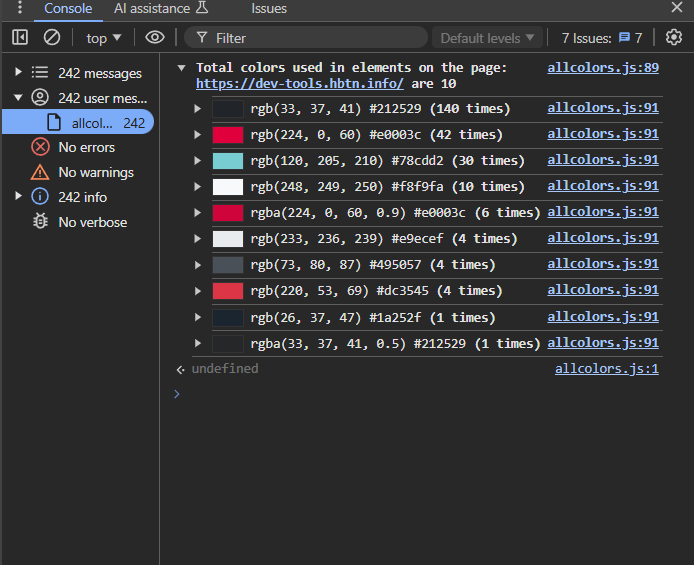 Console AI assistance Issues
top Filter Default levels 7 Issues: 7
242 messages
242 user mes...
allcol... 242
No errors
No warnings
242 info
No verbose
Total colors used in elements on the page: allcolors.js:89
https://dev-tools.hbtn.info/ are 10
rgb(33, 37, 41) #212529 (140 times) allcolors.js:91
rgb(224, 0, 60) #e0003c (42 times) allcolors.js:91
rgb(120, 205, 210) #78cdd2 (30 times) allcolors.js:91
rgb(248, 249, 250) #f8f9fa (10 times) allcolors.js:91
rgba(224, 0, 60, 0.9) #e0003c (6 times) allcolors.js:91
rgb(233, 236, 239) #e9ecef (4 times) allcolors.js:91
rgb(73, 80, 87) #495057 (4 times) allcolors.js:91
rgb(220, 53, 69) #dc3545 (4 times) allcolors.js:91
rgb(26, 37, 47) #1a252f (1 times) allcolors.js:91
rgba(33, 37, 41, 0.5) #212529 (1 times) allcolors.js:91
undefined allcolors.js:1